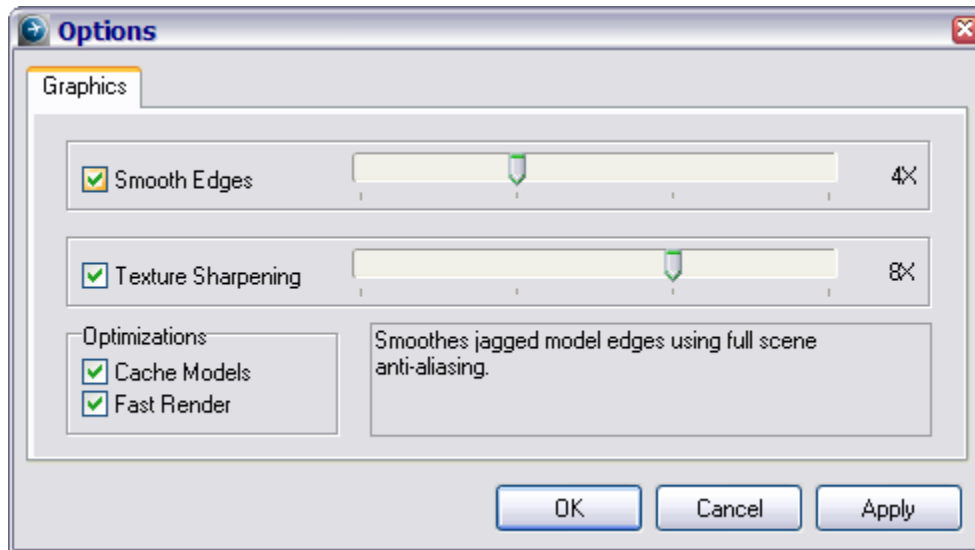 Options
Graphics
Smooth Edges
4X
Texture Sharpening
8X
Optimizations
Cache Models
Fast Render
Smoothes jagged model edges using full scene
anti-aliasing.
OK
Cancel
Apply